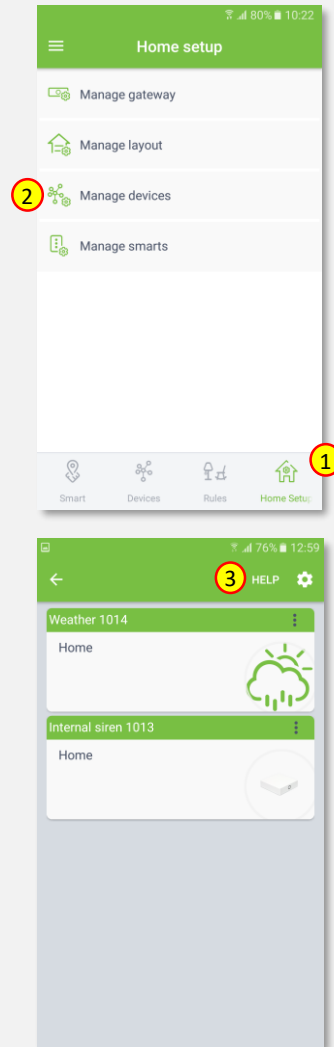 80% 10:22
Home setup
Manage gateway
Manage layout
2
Manage devices
Manage smarts
1
Smart Devices Rules Home Setup
76% 12:59
3 HELP
Weather 1014
Home
Internal siren 1013
Home